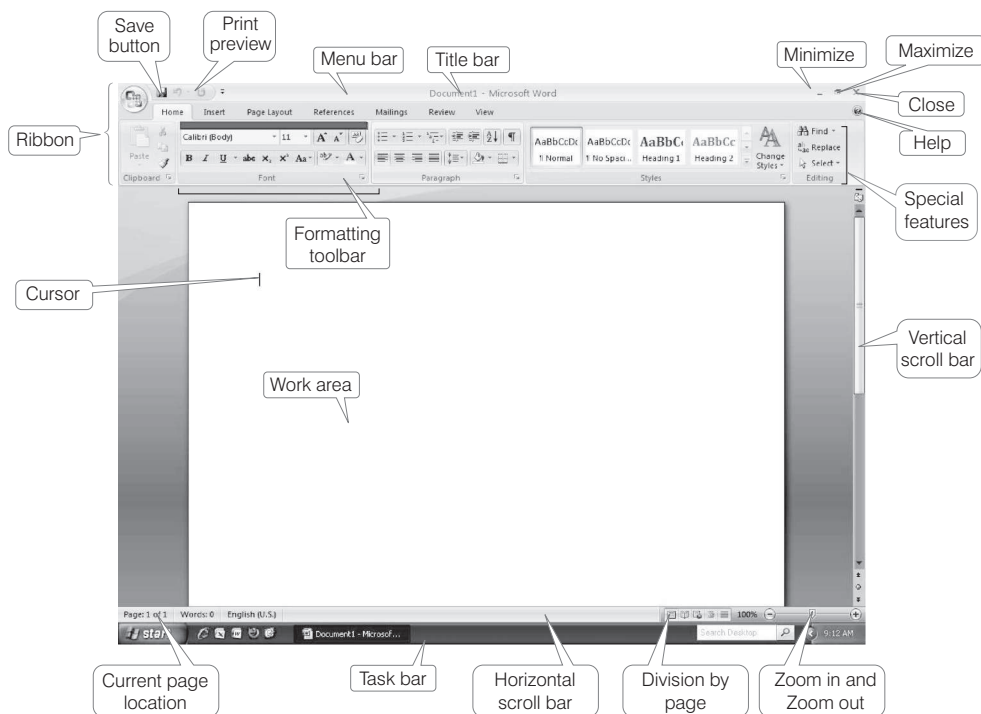 Save
button
Print
preview
Menu bar
Title bar
Minimize
Maximize
Document1 - Microsoft Word
Close
Home Insert Page Layout References Mailings Review View
Ribbon
Help
Calibri (Body) 11
Find
Paste
AaBbCcDc AaBbCcDc AaBbC AaBbCc
Replace
B I U abc x₂ x² Aa A
¶ Normal ¶ No Spaci... Heading 1 Heading 2
Change
Styles
Select
Clipboard Font Paragraph Styles Editing
Special
features
Formatting
toolbar
Cursor
Vertical
scroll bar
Work area
Page: 1 of 1 Words: 0 English (U.S.) 100%
start Document1 - Microsof... Search Desktop 9:12 AM
Current page
location
Task bar
Horizontal
scroll bar
Division by
page
Zoom in and
Zoom out